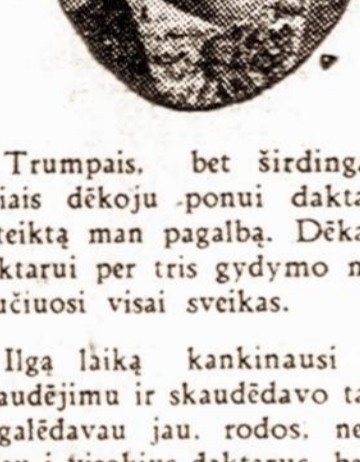 Trumpais, bet širdinga
iais dėkoju ponui dakta
teiktą man pagalbą. Dėka
ktarui per tris gydymo m
učiuosi visai sveikas.
Ilgą laiką kankinausi
audėjimu ir skaudėdavo ta
galėdavau jau, rodos, ne